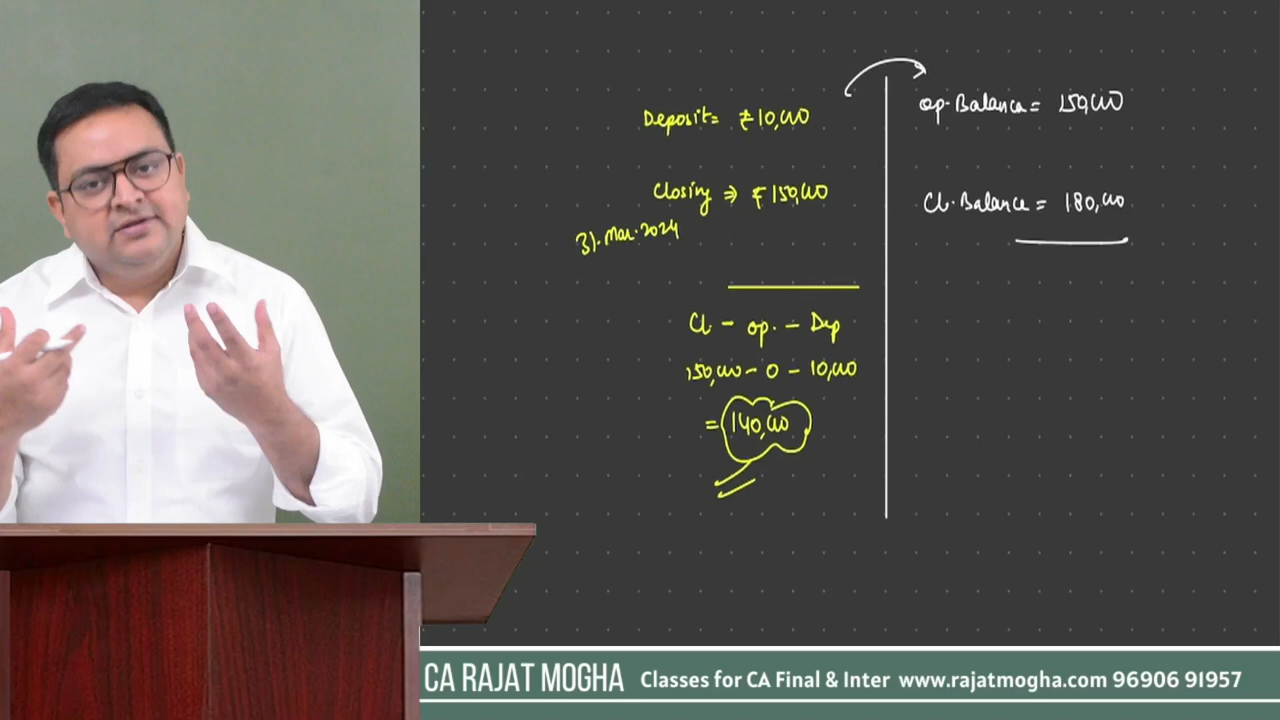 Deposit = ₹10,000
Closing ⇒ ₹150,000
31.Mar.2024
Cl - op. - Dep
150,000 - 0 - 10,000
= 140,000
op. Balance = 150,000
Cl. Balance = 180,000
CA RAJAT MOGHA Classes for CA Final & Inter www.rajatmogha.com 96906 91957